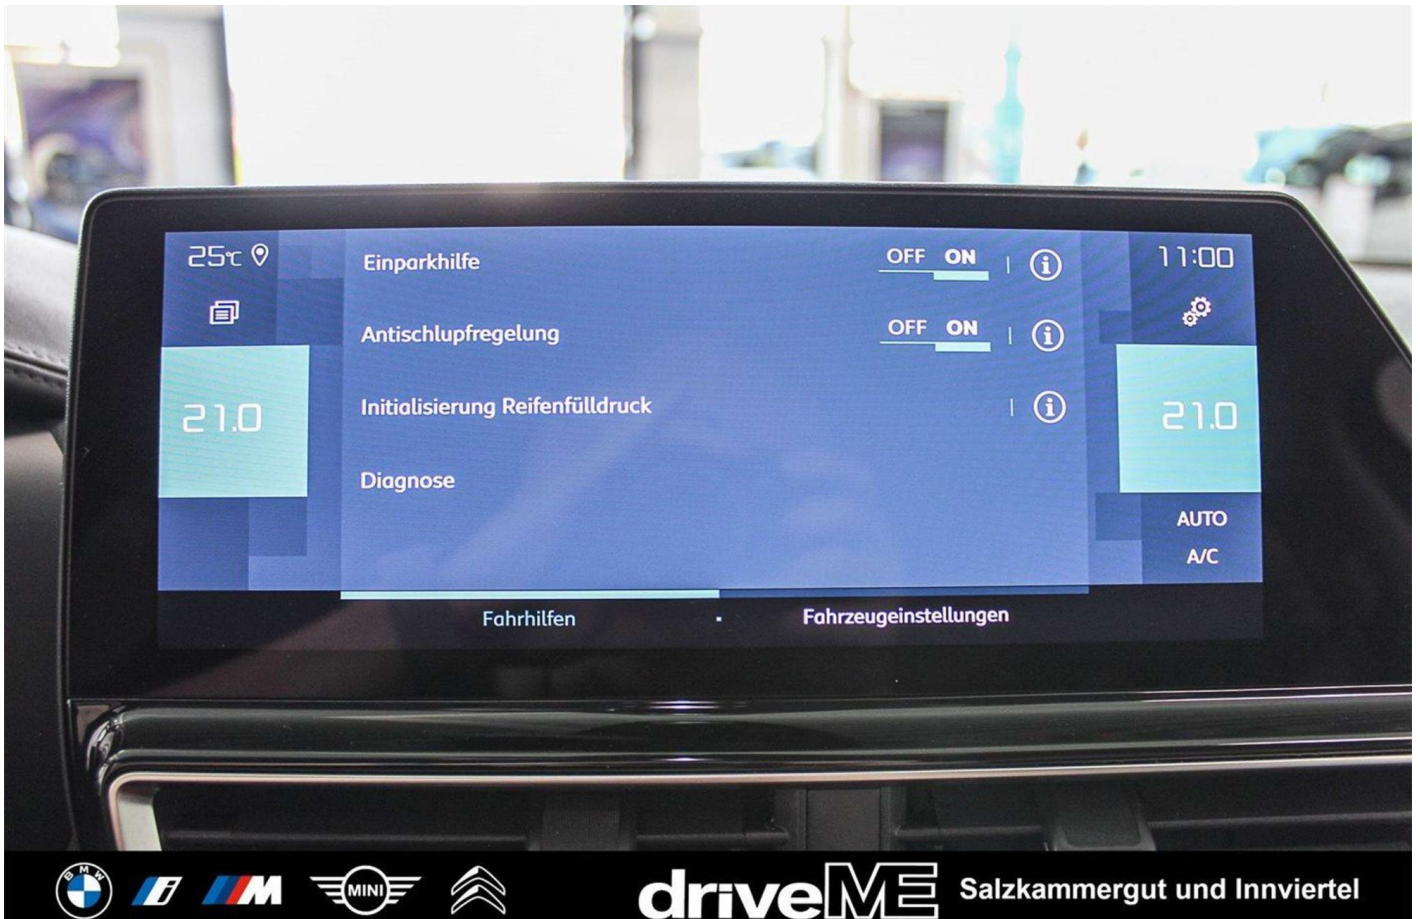 25°C
Einparkhilfe OFF ON
11:00
Antischlupfregelung OFF ON
21.0
Initialisierung Reifenfülldruck
21.0
Diagnose
AUTO
A/C
Fahrhilfen
Fahrzeugeinstellungen
BMW
i
M
MINI
driveME
Salzkammergut und Innviertel